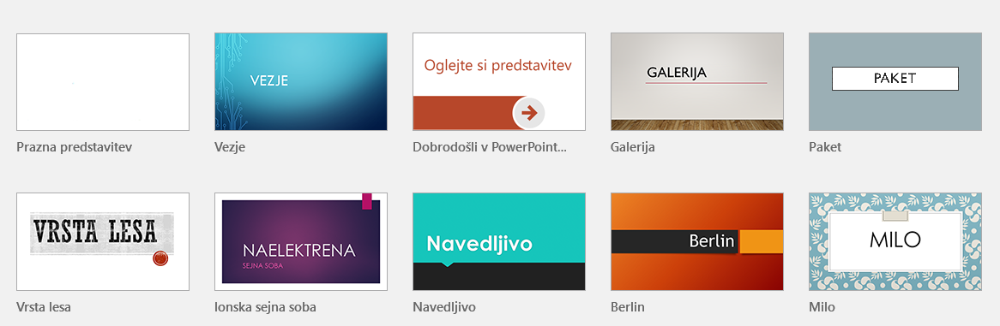 VEZJE
Oglejte si predstavitev
GALERIJA
PAKET
Prazna predstavitev
Vezje
Dobrodošli v PowerPoint...
Galerija
Paket
VRSTA LESA
NAELEKTRENA
SEJNA SOBA
Navedljivo
Berlin
MILO
Vrsta lesa
Ionska sejna soba
Navedljivo
Berlin
Milo